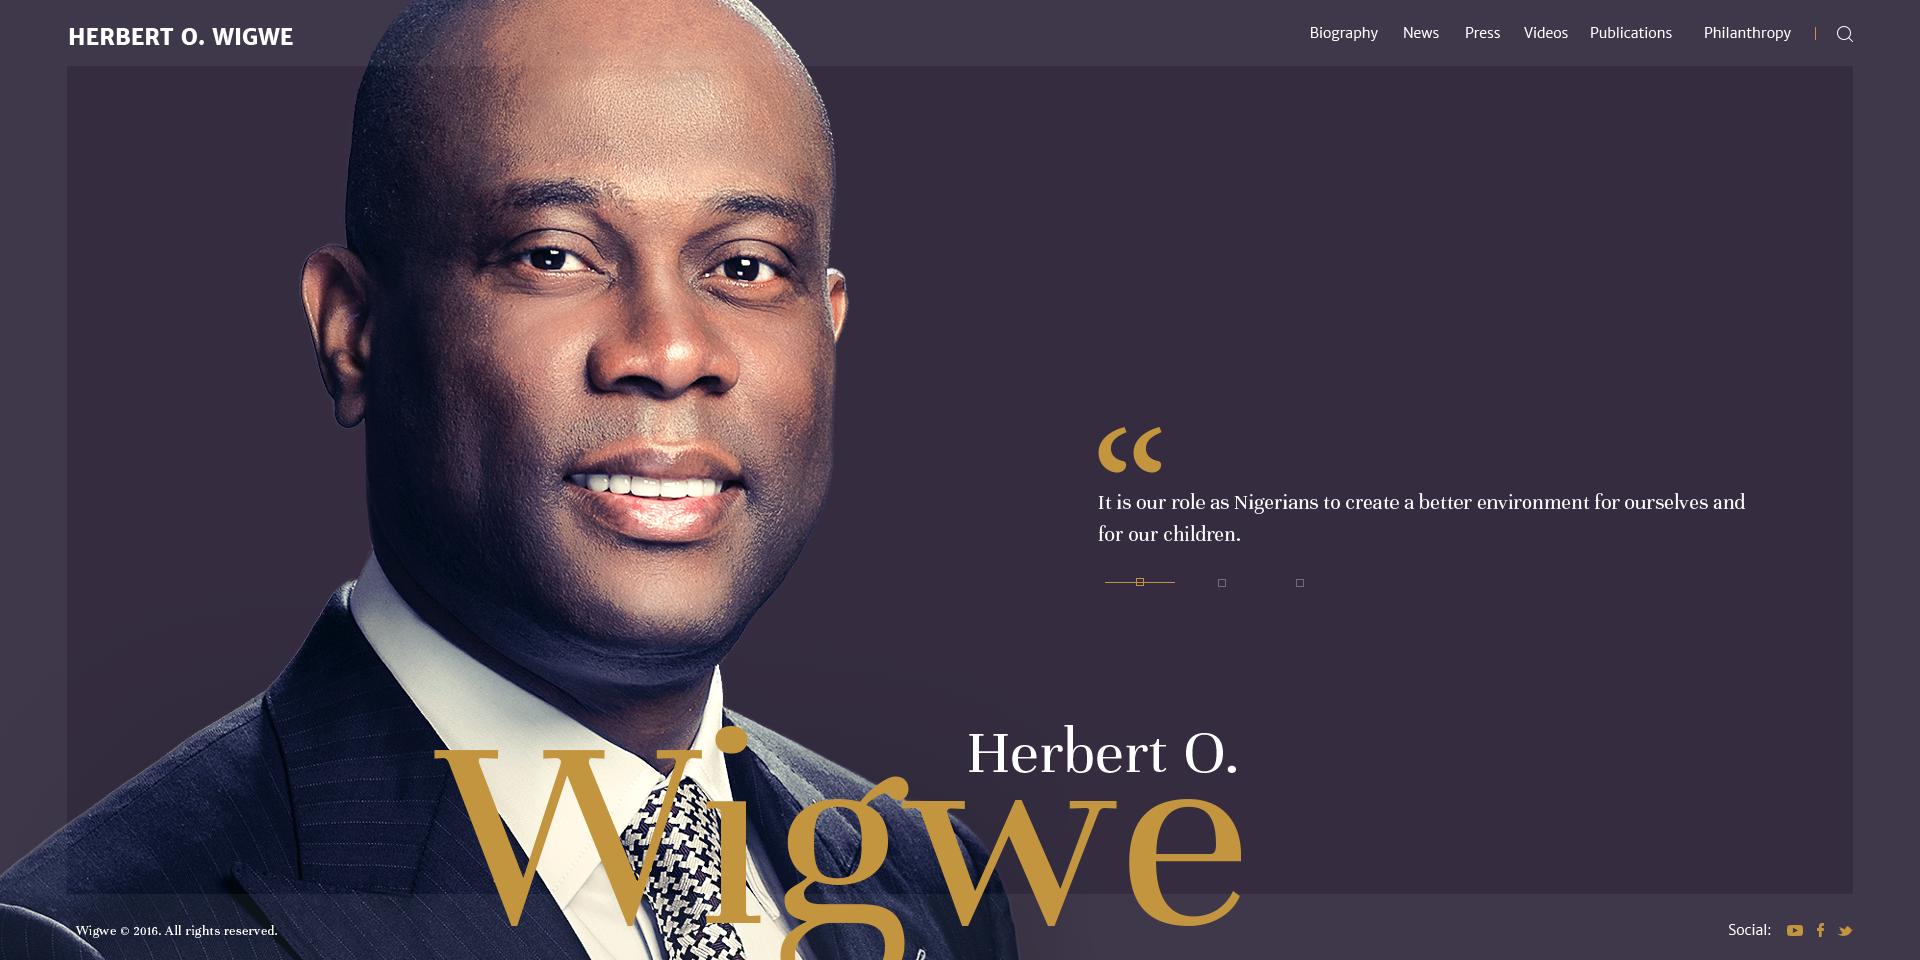 HERBERT O. WIGWE
Biography News Press Videos Publications Philanthropy
“
It is our role as Nigerians to create a better environment for ourselves and
for our children.
Herbert O.
Wigwe
Wigwe © 2016. All rights reserved.
Social: